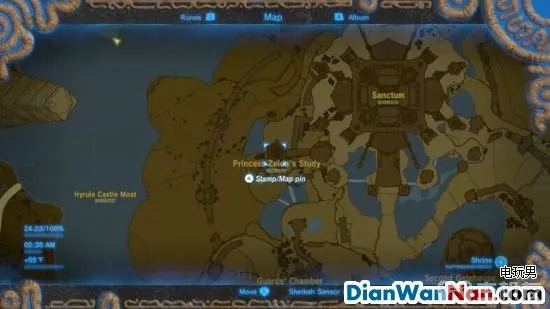 Runes
Map
Album
Sanctum
Princess Zelda's Study
Stamp/Map pin
Hyrule Castle Moat
24.23/100%
02:35 AM
+55°F
Shrine
Second Gatehouse
Guards' Chamber
Move
Sheikah Sensor
电玩男
DianWanNan.com